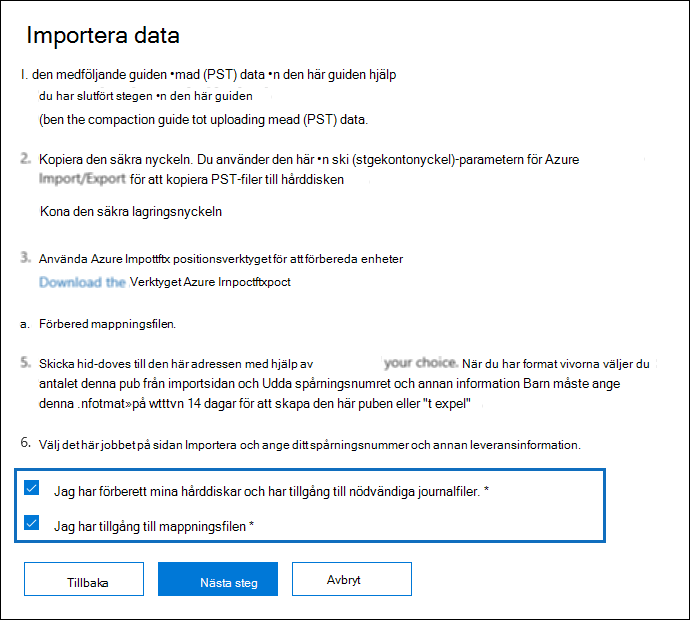 Importera data
l. den medföljande guiden •mad (PST) data •n den här guiden hjälp
du har slutfört stegen •n den här guiden
(ben the compaction guide tot uploading mead (PST) data.
2. Kopiera den säkra nyckeln. Du använder den här •n ski (stgekontonyckel)-parametern för Azure
Import/Export för att kopiera PST-filer till hårddisken
Kona den säkra lagringsnyckeln
3. Använda Azure Impottftx positionsverktyget för att förbereda enheter
Download the Verktyget Azure Irnpoctftxpoct
a. Förbered mappningsfilen.
5. Skicka hid-doves till den här adressen med hjälp av your choice. När du har format vivorna väljer du
antalet denna pub från importsidan och Udda spårningsnumret och annan information Barn måste ange
denna .nfotmat»på wtttvn 14 dagar för att skapa den här puben eller "t expel"
6. Välj det här jobbet på sidan Importera och ange ditt spårningsnummer och annan leveransinformation.
Jag har förberett mina hårddiskar och har tillgång till nödvändiga journalfiler. *
Jag har tillgång till mappningsfilen *
Tillbaka
Nästa steg
Avbryt